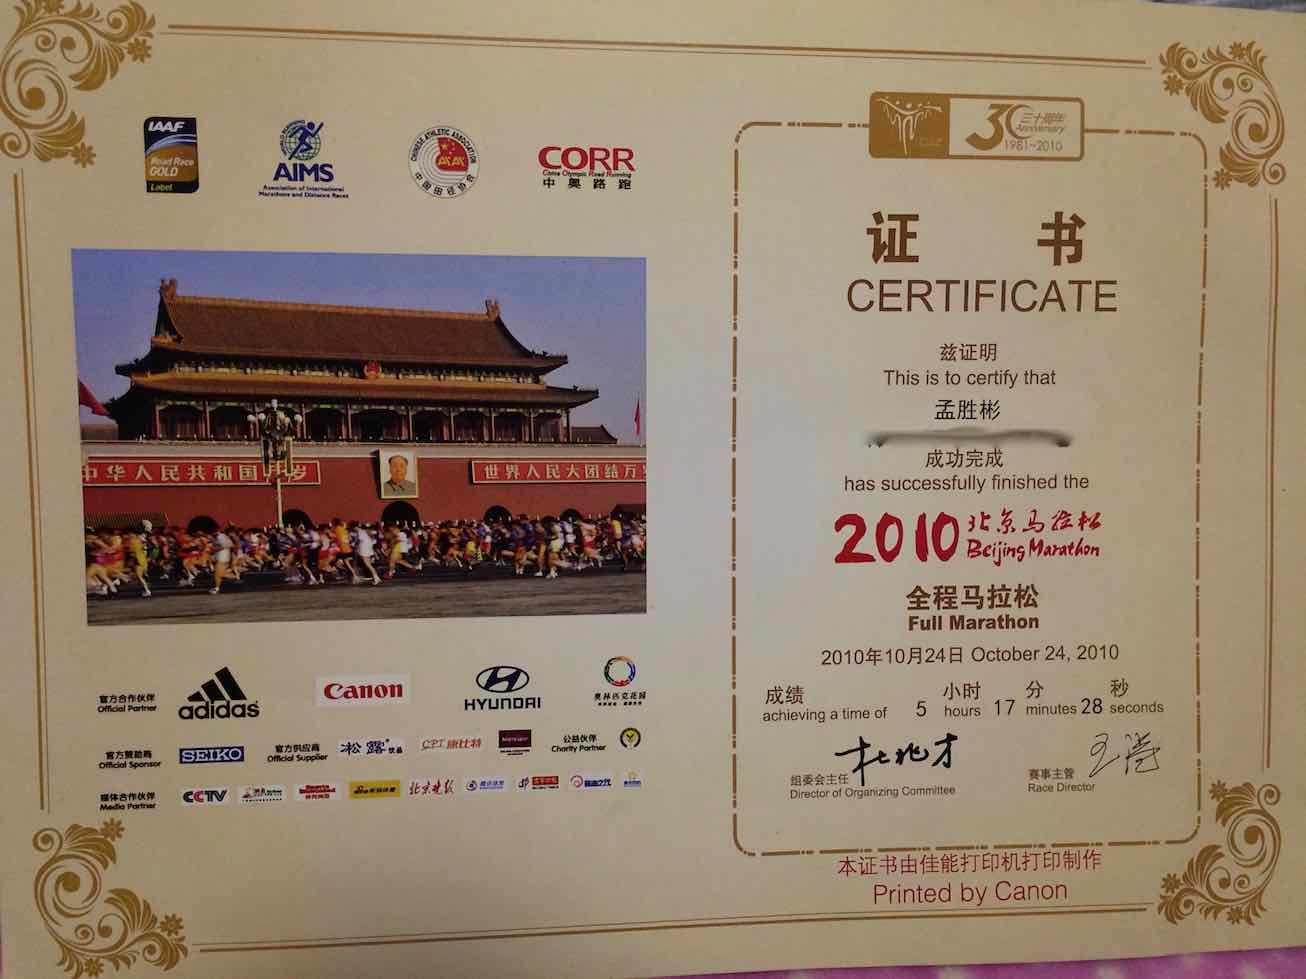 IAAF
Road Race
GOLD
Label
AIMS
Association of International
Marathons and Distance Races
CHINESE ATHLETIC ASSOCIATION
中国田径协会
CORR
China Olympic Road Running
中奥路跑
中华人民共和国
世界人民大团结万
官方合作伙伴
Official Partner
adidas
Canon
HYUNDAI
奥林匹克花园
官方赞助商
Official Sponsor
SEIKO
官方供应商
Official Supplier
凇露
CPT 康比特
公益伙伴
Charity Partner
媒体合作伙伴
Media Partner
CCTV
北京晚报
30
三十周年
Anniversary
1981-2010
证 书
CERTIFICATE
兹证明
This is to certify that
孟胜彬
成功完成
has successfully finished the
2010 北京马拉松
Beijing Marathon
全程马拉松
Full Marathon
2010年10月24日 October 24, 2010
成绩 小时 分 秒
achieving a time of 5 hours 17 minutes 28 seconds
组委会主任 杜兆才
Director of Organizing Committee
赛事主管 王涛
Race Director
本证书由佳能打印机打印制作
Printed by Canon